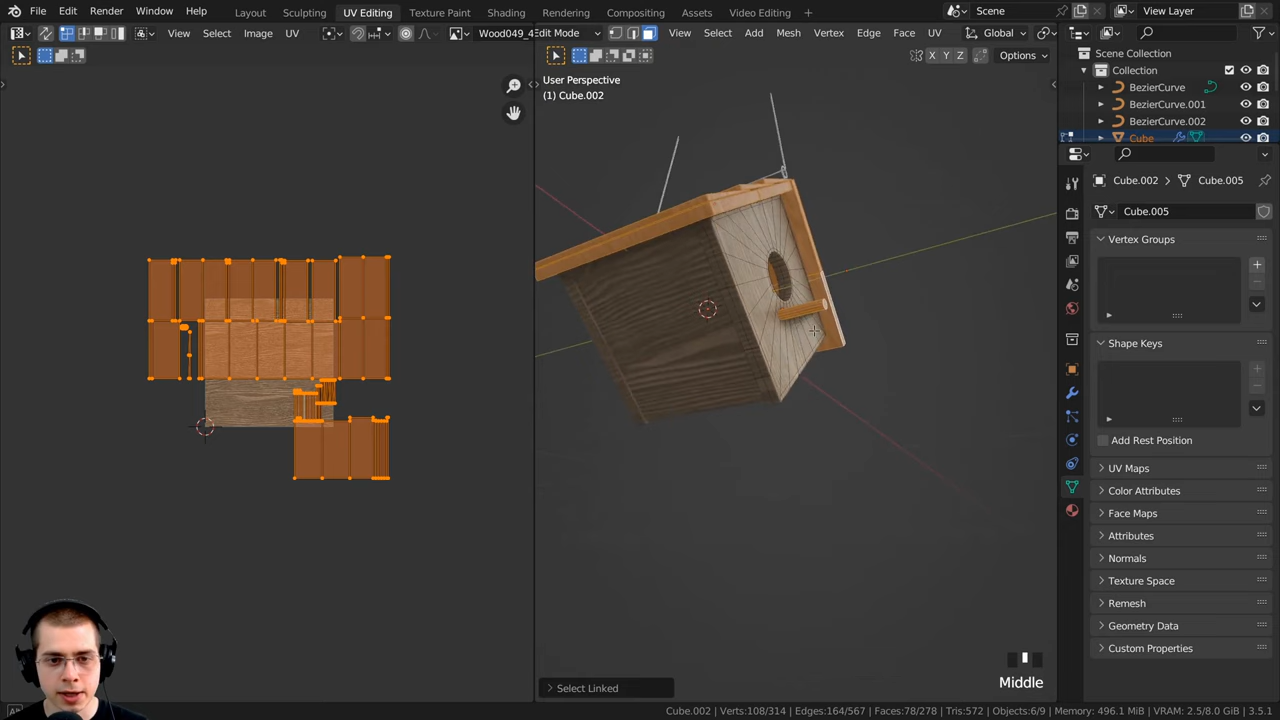 File Edit Render Window Help Layout Sculpting UV Editing Texture Paint Shading Rendering Compositing Assets Video Editing + Scene View Layer
View Select Image UV Wood049_4 Edit Mode View Select Add Mesh Vertex Edge Face UV Global
X Y Z Options
User Perspective
(1) Cube.002
Scene Collection
Collection
BezierCurve
BezierCurve.001
BezierCurve.002
Cube
Cube.002 > Cube.005
Cube.005
Vertex Groups
Shape Keys
Add Rest Position
UV Maps
Color Attributes
Face Maps
Attributes
Normals
Texture Space
Remesh
Geometry Data
Custom Properties
Middle
> Select Linked
Cube.002 | Verts:108/314 | Edges:164/567 | Faces:78/278 | Tris:572 | Objects:6/9 | Memory: 496.1 MiB | VRAM: 2.5/8.0 GiB | 3.5.1